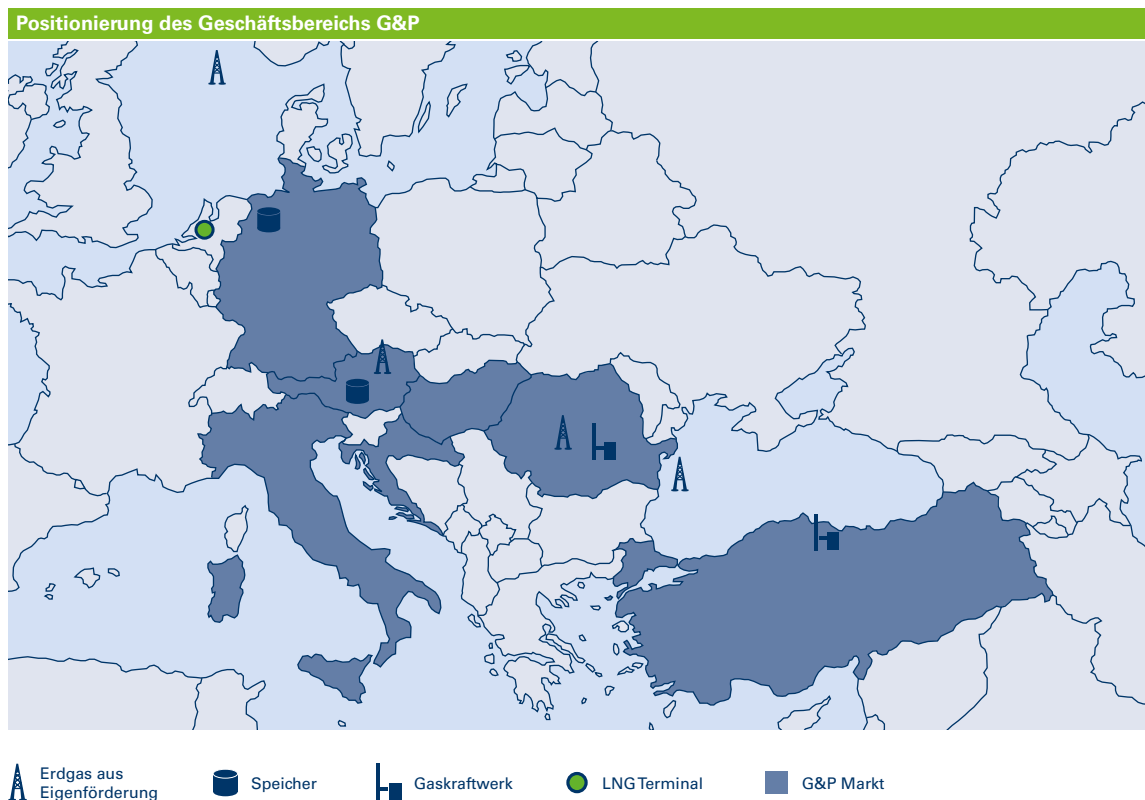 Positionierung des Geschäftsbereichs G&P
Erdgas aus
Eigenförderung
Speicher
Gaskraftwerk
LNG Terminal
G&P Markt